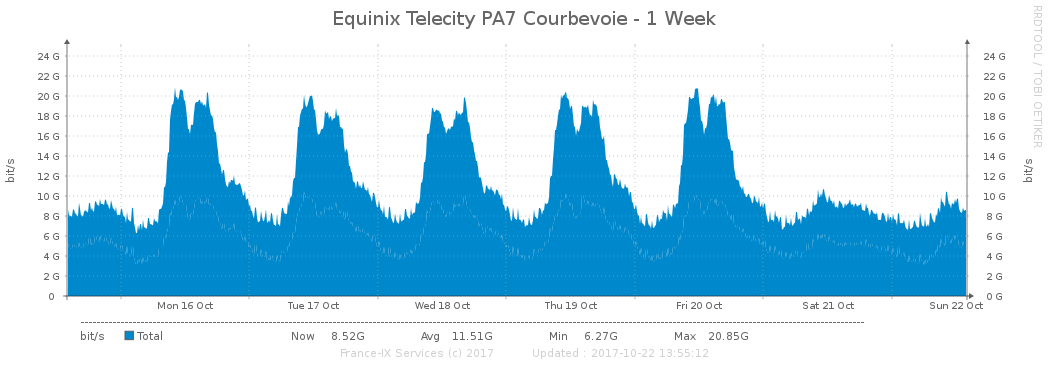 Equinix Telecity PA7 Courbevoie - 1 Week
RRDTOOL / TOBI OETIKER
bit/s
24 G
22 G
20 G
18 G
16 G
14 G
12 G
10 G
8 G
6 G
4 G
2 G
0
24 G
22 G
20 G
18 G
16 G
14 G
12 G
10 G
8 G
6 G
4 G
2 G
0 G
bit/s
Mon 16 Oct Tue 17 Oct Wed 18 Oct Thu 19 Oct Fri 20 Oct Sat 21 Oct Sun 22 Oct
bit/s Total Now 8.52G Avg 11.51G Min 6.27G Max 20.85G
France-IX Services (c) 2017 Updated : 2017-10-22 13:55:12